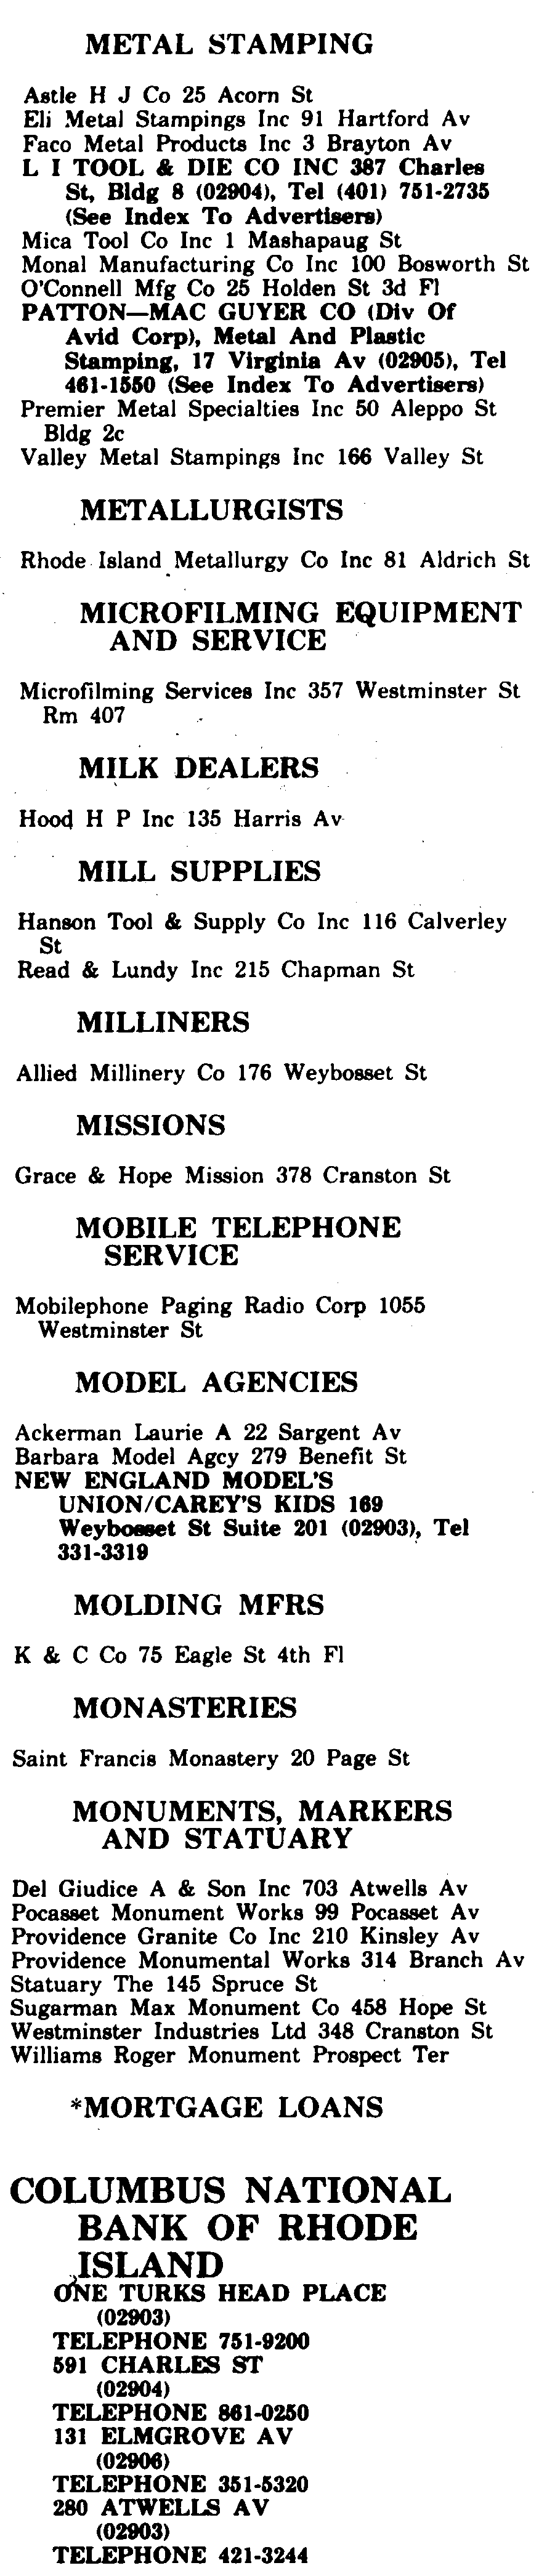 METAL STAMPING
Astle H J Co 25 Acorn St
Eli Metal Stampings Inc 91 Hartford Av
Faco Metal Products Inc 3 Brayton Av
L I TOOL & DIE CO INC 387 Charles
St, Bldg 8 (02904), Tel (401) 751-2735
(See Index To Advertisers)
Mica Tool Co Inc 1 Mashapaug St
Monal Manufacturing Co Inc 100 Bosworth St
O'Connell Mfg Co 25 Holden St 3d Fl
PATTON—MAC GUYER CO (Div Of
Avid Corp), Metal And Plastic
Stamping, 17 Virginia Av (02905), Tel
461-1550 (See Index To Advertisers)
Premier Metal Specialties Inc 50 Aleppo St
Bldg 2c
Valley Metal Stampings Inc 166 Valley St
METALLURGISTS
Rhode Island Metallurgy Co Inc 81 Aldrich St
MICROFILMING EQUIPMENT
AND SERVICE
Microfilming Services Inc 357 Westminster St
Rm 407
MILK DEALERS
Hood H P Inc 135 Harris Av
MILL SUPPLIES
Hanson Tool & Supply Co Inc 116 Calverley
St
Read & Lundy Inc 215 Chapman St
MILLINERS
Allied Millinery Co 176 Weybosset St
MISSIONS
Grace & Hope Mission 378 Cranston St
MOBILE TELEPHONE
SERVICE
Mobilephone Paging Radio Corp 1055
Westminster St
MODEL AGENCIES
Ackerman Laurie A 22 Sargent Av
Barbara Model Agcy 279 Benefit St
NEW ENGLAND MODEL'S
UNION/CAREY'S KIDS 169
Weybosset St Suite 201 (02903), Tel
331-3319
MOLDING MFRS
K & C Co 75 Eagle St 4th Fl
MONASTERIES
Saint Francis Monastery 20 Page St
MONUMENTS, MARKERS
AND STATUARY
Del Giudice A & Son Inc 703 Atwells Av
Pocasset Monument Works 99 Pocasset Av
Providence Granite Co Inc 210 Kinsley Av
Providence Monumental Works 314 Branch Av
Statuary The 145 Spruce St
Sugarman Max Monument Co 458 Hope St
Westminster Industries Ltd 348 Cranston St
Williams Roger Monument Prospect Ter
*MORTGAGE LOANS
COLUMBUS NATIONAL
BANK OF RHODE
ISLAND
ONE TURKS HEAD PLACE
(02903)
TELEPHONE 751-9200
591 CHARLES ST
(02904)
TELEPHONE 861-0250
131 ELMGROVE AV
(02906)
TELEPHONE 351-5320
280 ATWELLS AV
(02903)
TELEPHONE 421-3244